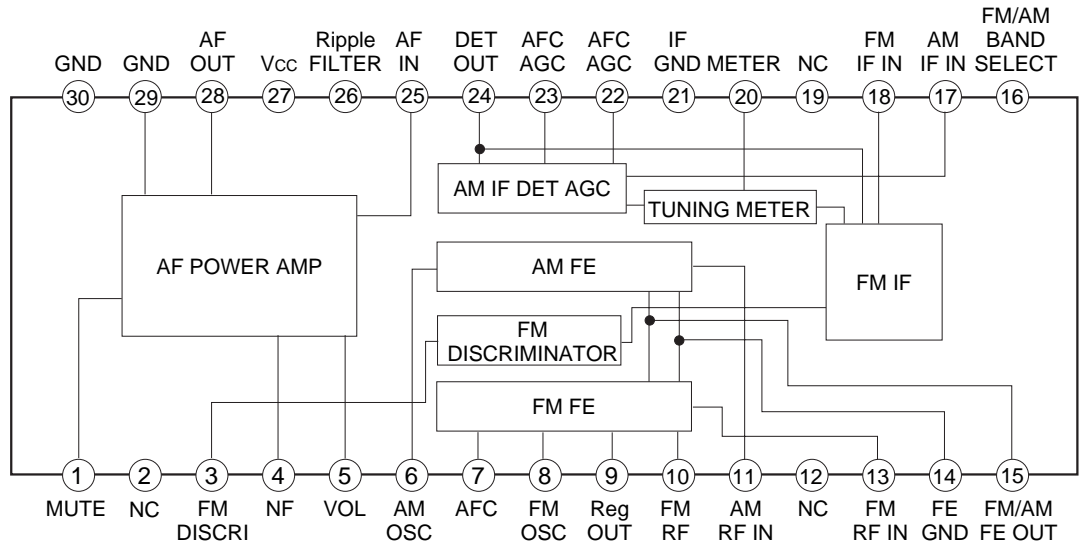 FM/AM
AF Ripple AF DET AFC AFC IF FM AM BAND
GND GND OUT Vcc FILTER IN OUT AGC AGC GND METER NC IF IN IF IN SELECT
30 29 28 27 26 25 24 23 22 21 20 19 18 17 16
AM IF DET AGC
TUNING METER
AF POWER AMP
AM FE
FM IF
FM
DISCRIMINATOR
FM FE
1 2 3 4 5 6 7 8 9 10 11 12 13 14 15
MUTE NC FM NF VOL AM AFC FM Reg FM AM NC FM FE FM/AM
DISCRI OSC OSC OUT RF RF IN RF IN GND FE OUT